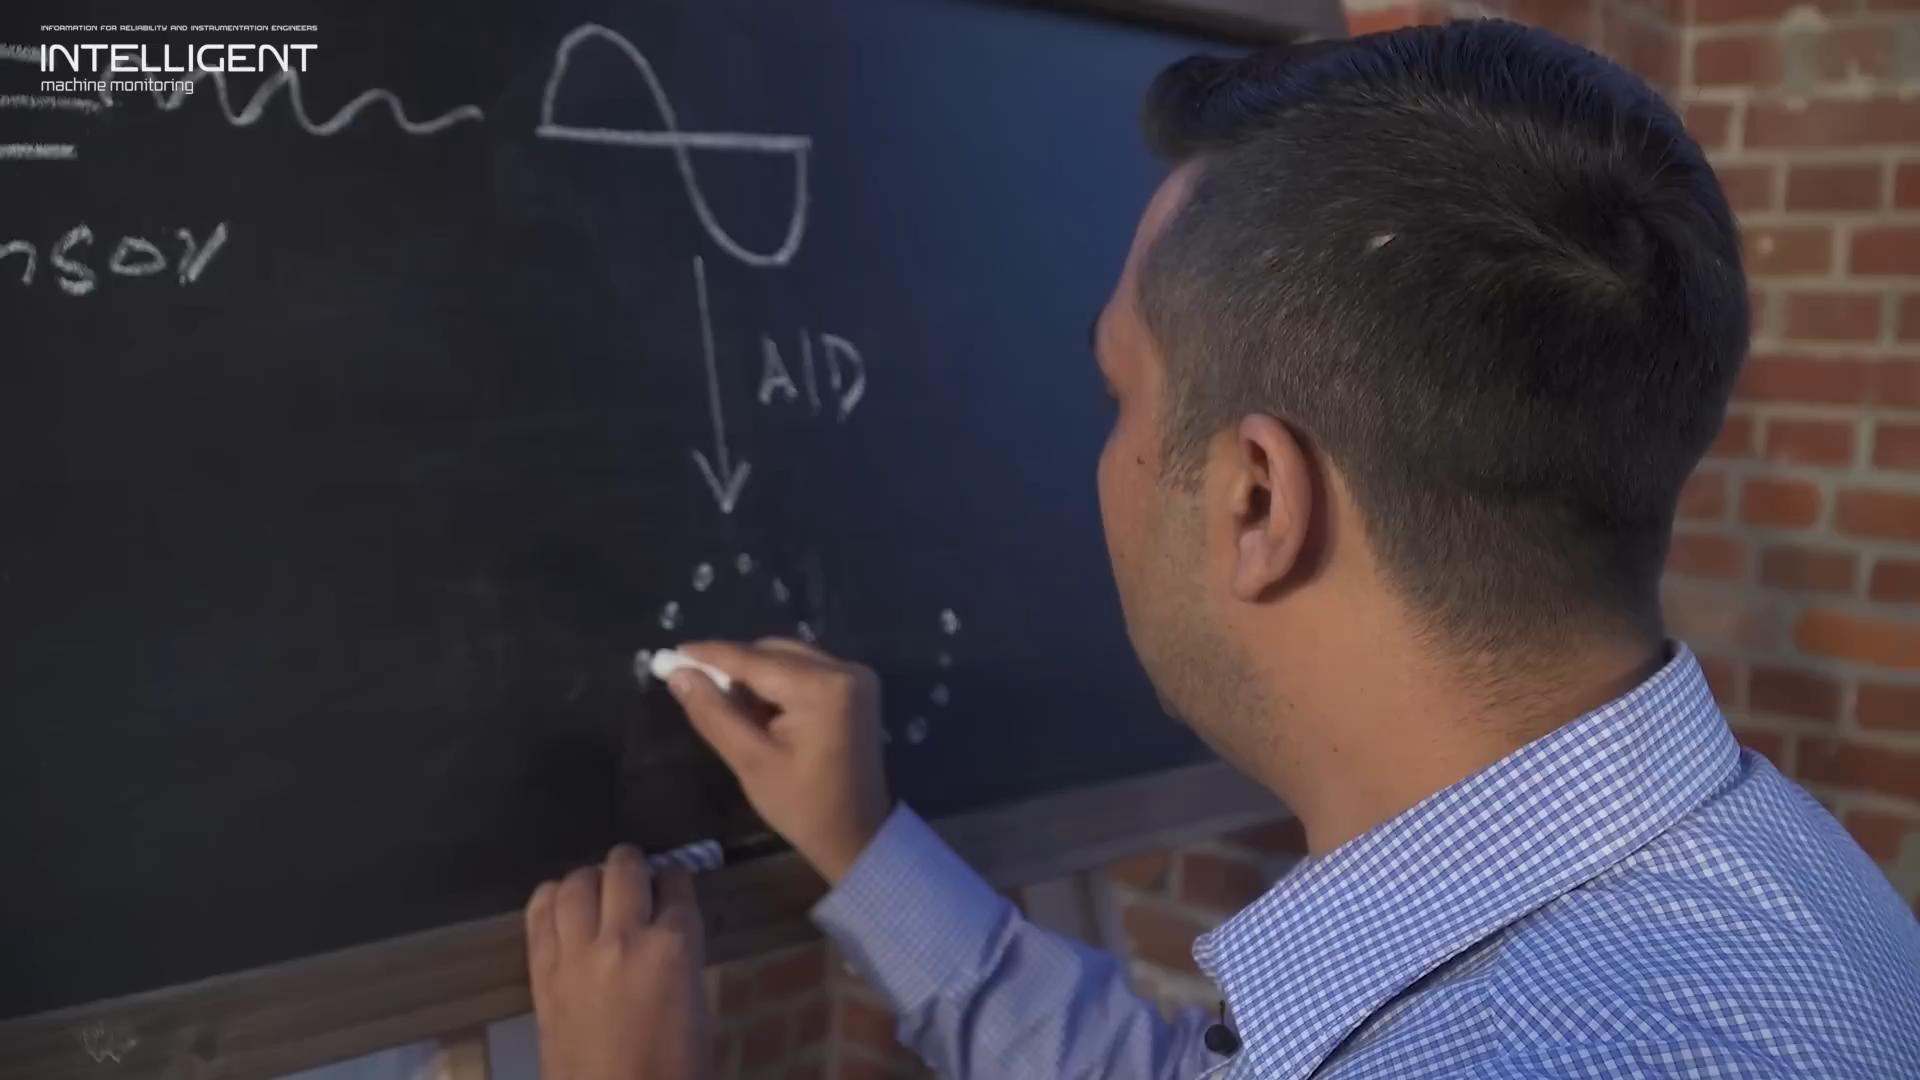 INFORMATION FOR RELIABILITY AND INSTRUMENTATION ENGINEERS
INTELLIGENT
machine monitoring
nsor
A/D